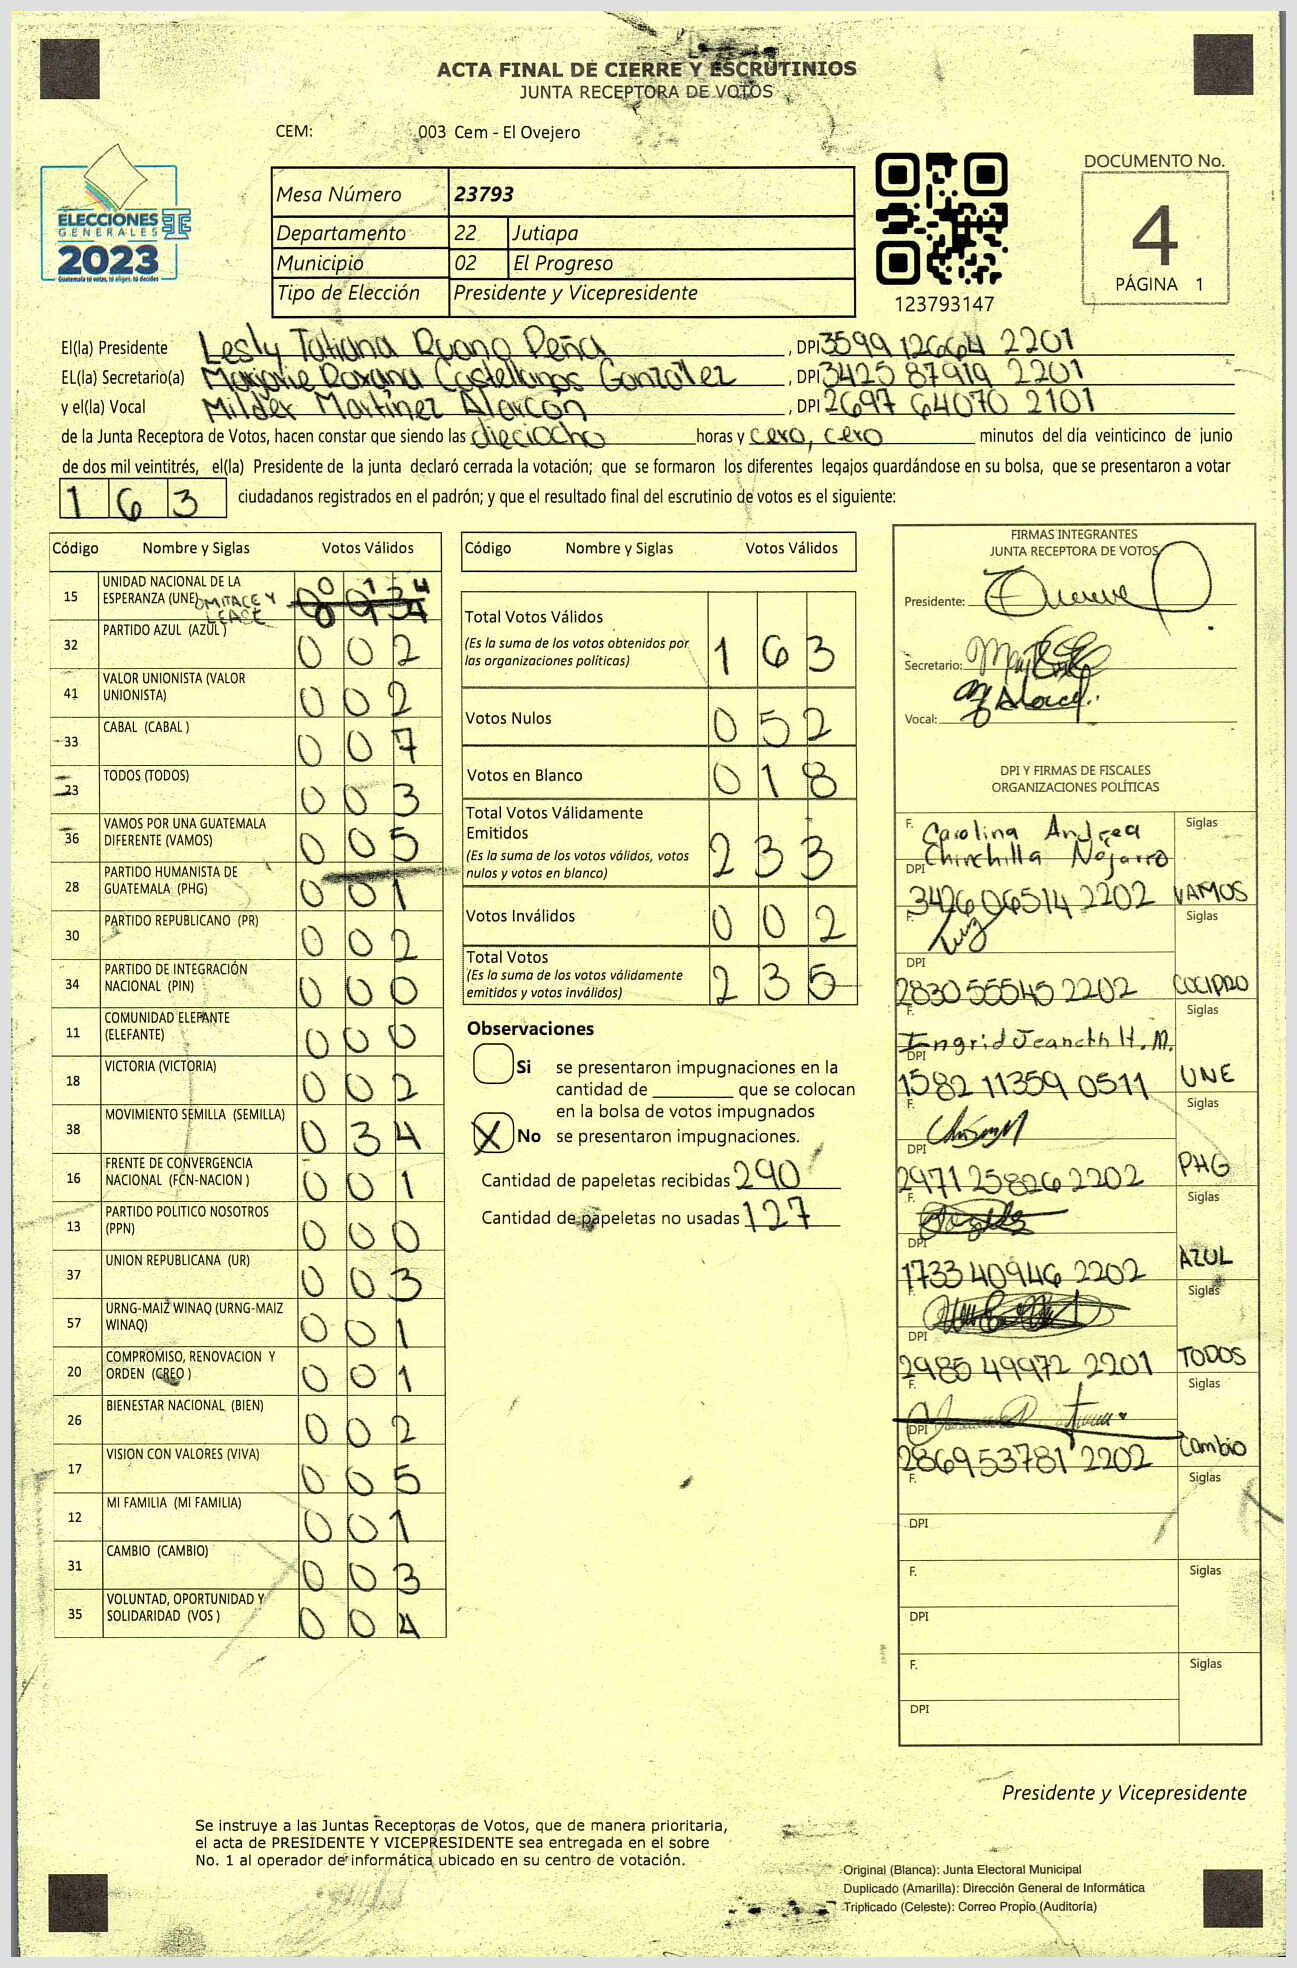 ACTA FINAL DE CIERRE Y ESCRUTINIOS
JUNTA RECEPTORA DE VOTOS
CEM: 003 Cem - El Ovejero
ELECCIONES
GENERALES
2023
Guatemala tú votas, tú eliges, tú decides
Mesa Número 23793
Departamento 22 Jutiapa
Municipio 02 El Progreso
Tipo de Elección Presidente y Vicepresidente
123793147
DOCUMENTO No.
4
PÁGINA 1
El(la) Presidente Lesly Tatiana Ruano Peña, DPI 3599 12664 2201
EL(la) Secretario(a) Marjorie Roxana Castellanos González, DPI 3425 87919 2201
y el(la) Vocal Milder Martínez Alarcón, DPI 2697 64070 2101
de la Junta Receptora de Votos, hacen constar que siendo las dieciocho horas y cero, cero minutos del día veinticinco de junio
de dos mil veintitrés, el(la) Presidente de la junta declaró cerrada la votación; que se formaron los diferentes legajos guardándose en su bolsa, que se presentaron a votar
1 6 3 ciudadanos registrados en el padrón; y que el resultado final del escrutinio de votos es el siguiente:
Código Nombre y Siglas Votos Válidos
15 UNIDAD NACIONAL DE LA ESPERANZA (UNE) OMITACE Y LEASE
32 PARTIDO AZUL (AZUL) 0 0 2
41 VALOR UNIONISTA (VALOR UNIONISTA) 0 0 2
33 CABAL (CABAL) 0 0 7
23 TODOS (TODOS) 0 0 3
36 VAMOS POR UNA GUATEMALA DIFERENTE (VAMOS) 0 0 5
28 PARTIDO HUMANISTA DE GUATEMALA (PHG) 0 0 1
30 PARTIDO REPUBLICANO (PR) 0 0 2
34 PARTIDO DE INTEGRACIÓN NACIONAL (PIN) 0 0 0
11 COMUNIDAD ELEFANTE (ELEFANTE) 0 0 0
18 VICTORIA (VICTORIA) 0 0 2
38 MOVIMIENTO SEMILLA (SEMILLA) 0 3 4
16 FRENTE DE CONVERGENCIA NACIONAL (FCN-NACION) 0 0 1
13 PARTIDO POLITICO NOSOTROS (PPN) 0 0 0
37 UNION REPUBLICANA (UR) 0 0 3
57 URNG-MAIZ WINAQ (URNG-MAIZ WINAQ) 0 0 1
20 COMPROMISO, RENOVACION Y ORDEN (CREO) 0 0 1
26 BIENESTAR NACIONAL (BIEN) 0 0 2
17 VISION CON VALORES (VIVA) 0 0 5
12 MI FAMILIA (MI FAMILIA) 0 0 1
31 CAMBIO (CAMBIO) 0 0 3
35 VOLUNTAD, OPORTUNIDAD Y SOLIDARIDAD (VOS) 0 0 4
Código Nombre y Siglas Votos Válidos
Total Votos Válidos 1 6 3
(Es la suma de los votos obtenidos por
las organizaciones políticas)
Votos Nulos 0 5 2
Votos en Blanco 0 1 8
Total Votos Válidamente
Emitidos 2 3 3
(Es la suma de los votos válidos, votos
nulos y votos en blanco)
Votos Inválidos 0 0 2
Total Votos 2 3 5
(Es la suma de los votos válidamente
emitidos y votos inválidos)
Observaciones
Si se presentaron impugnaciones en la
cantidad de ________ que se colocan
en la bolsa de votos impugnados
X No se presentaron impugnaciones.
Cantidad de papeletas recibidas 290
Cantidad de papeletas no usadas 127
FIRMAS INTEGRANTES
JUNTA RECEPTORA DE VOTOS
Presidente:
Secretario:
Vocal:
DPI Y FIRMAS DE FISCALES
ORGANIZACIONES POLÍTICAS
F. Carolina Andrea Siglas
Chinchilla Najarro
DPI 3426 06514 2202 VAMOS
F. Siglas
DPI
2830 55545 2202
F. Siglas
Ingrid Jeaneth H. M.
DPI
1582 11359 0511 UNE
F. Siglas
DPI
2971 25826 2202 PHG
F. Siglas
DPI
1733 40946 2202 AZUL
F. Siglas
DPI
2985 49972 2201 TODOS
F. Siglas
DPI
2869 53781 2202 Cambio
F. Siglas
DPI
F. Siglas
DPI
F. Siglas
DPI
Presidente y Vicepresidente
Se instruye a las Juntas Receptoras de Votos, que de manera prioritaria,
el acta de PRESIDENTE Y VICEPRESIDENTE sea entregada en el sobre
No. 1 al operador de informática ubicado en su centro de votación.
Original (Blanca): Junta Electoral Municipal
Duplicado (Amarilla): Dirección General de Informática
Triplicado (Celeste): Correo Propio (Auditoría)